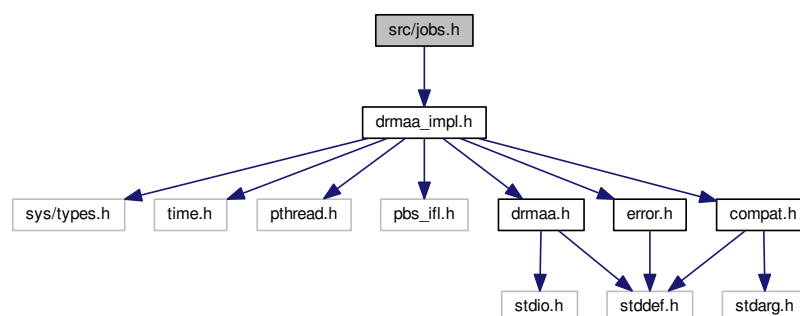 src/jobs.h
drmaa_impl.h
sys/types.h
time.h
pthread.h
pbs_ifl.h
drmaa.h
error.h
compat.h
stdio.h
stddef.h
stdarg.h